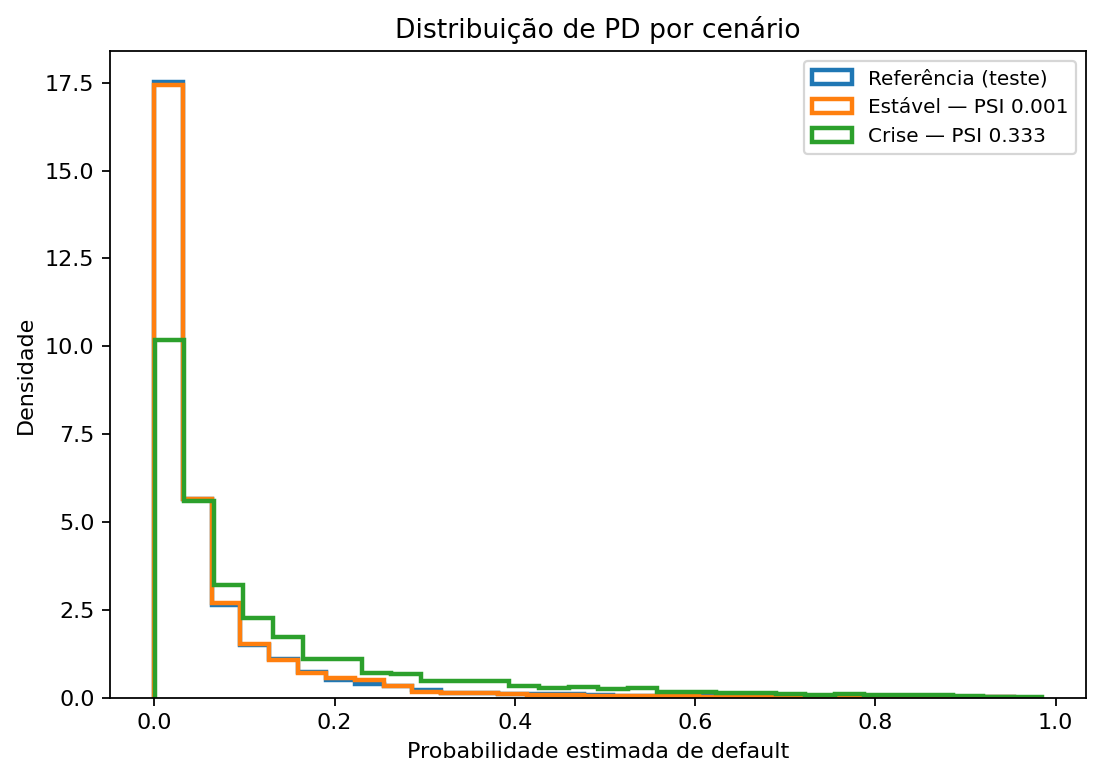 Distribuição de PD por cenário
Referência (teste)
Estável — PSI 0.001
Crise — PSI 0.333
Densidade
17.5
15.0
12.5
10.0
7.5
5.0
2.5
0.0
0.0 0.2 0.4 0.6 0.8 1.0
Probabilidade estimada de default